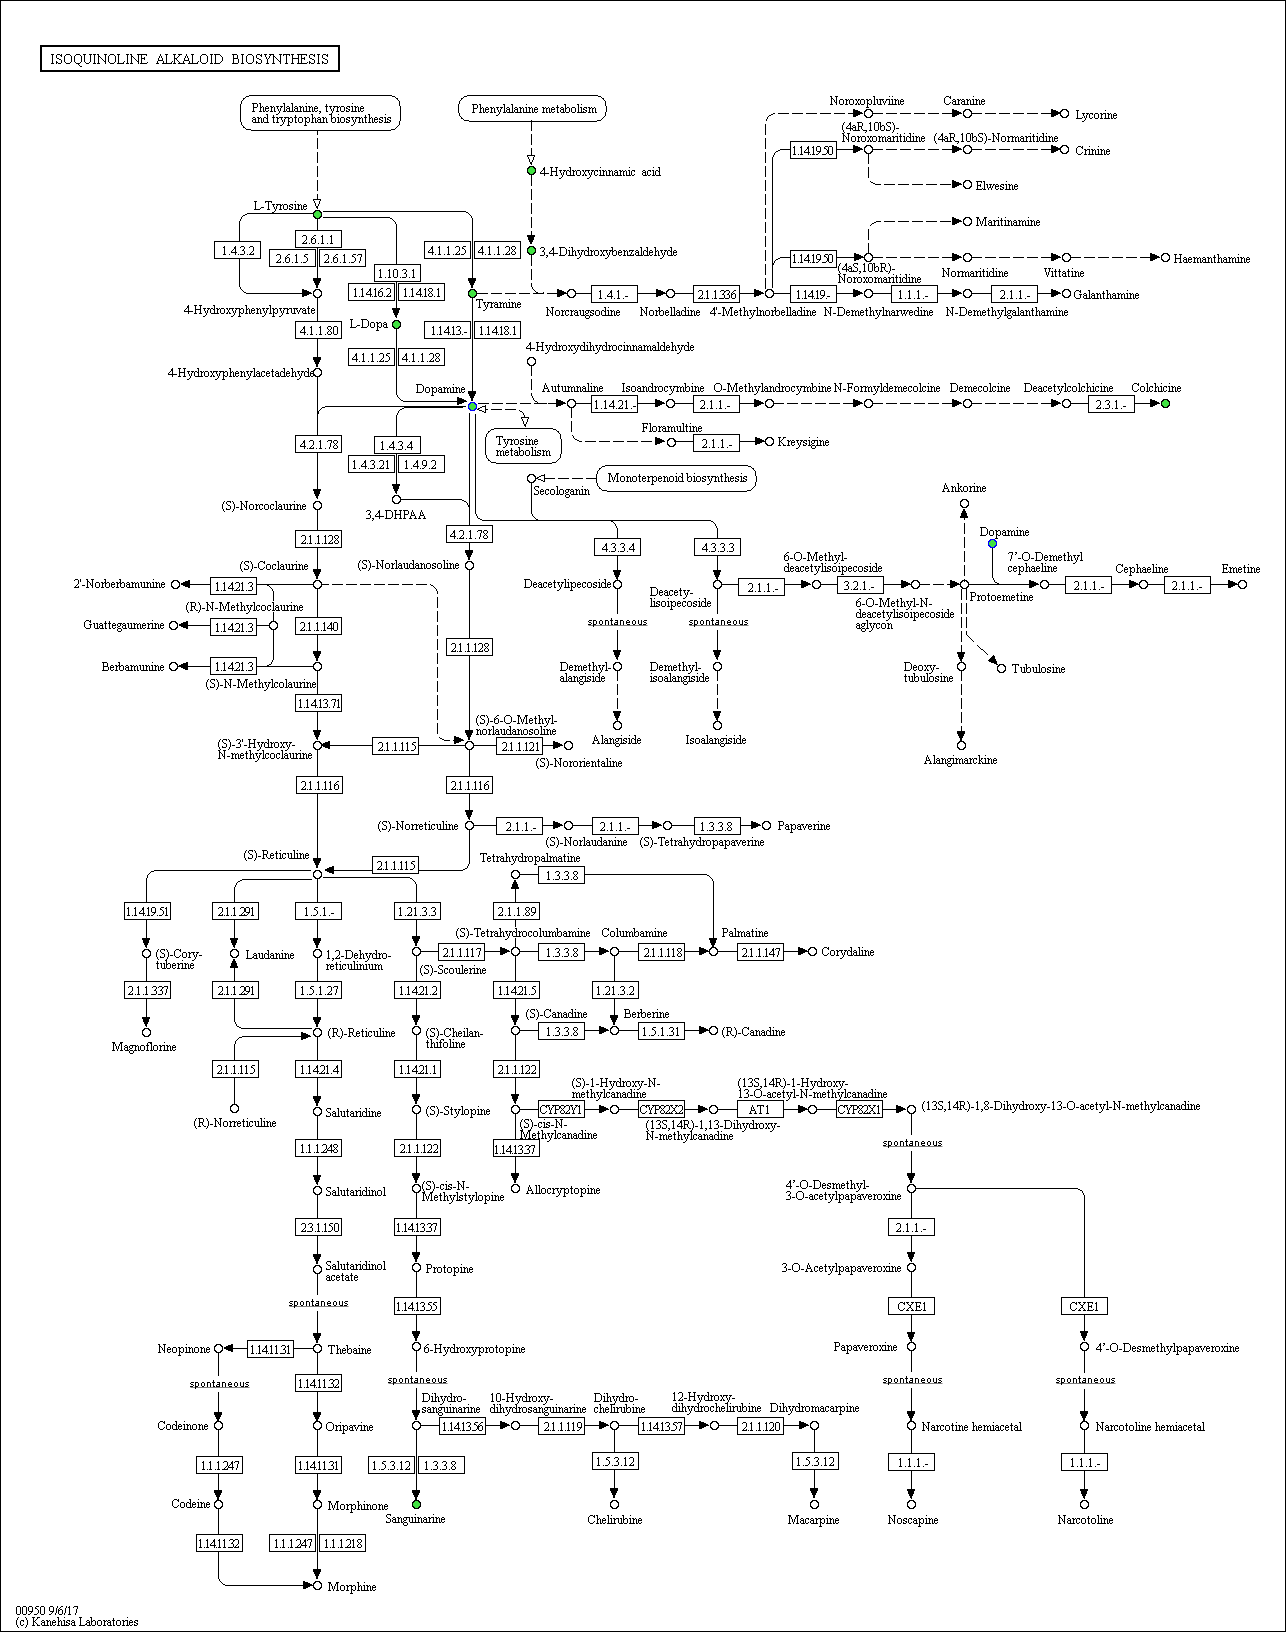 ISOQUINOLINE ALKALOID BIOSYNTHESIS
Phenylalanine, tyrosine
and tryptophan biosynthesis
Phenylalanine metabolism
Noroxopluviine
Caranine
Lycorine
(4aR,10bS)-
Noroxomaritidine
(4aR,10bS)-Normaritidine
1.14.19.50
Crinine
4-Hydroxycinnamic acid
Elwesine
L-Tyrosine
Maritinamine
2.6.1.1
1.4.3.2
2.6.1.5
2.6.1.57
4.1.1.25
4.1.1.28
3,4-Dihydroxybenzaldehyde
1.14.19.50
Haemanthamine
(4aS,10bR)-
Noroxomaritidine
Normaritidine
Vittatine
1.10.3.1
1.14.16.2
1.14.18.1
1.4.1.-
2.1.1.336
1.14.19.-
1.1.1.-
2.1.1.-
Galanthamine
Tyramine
4-Hydroxyphenylpyruvate
Norcraugsodine
Norbelladine
4'-Methylnorbelladine
N-Demethylnarwedine
N-Demethylgalanthamine
L-Dopa
4.1.1.80
1.14.13.-
1.14.18.1
4-Hydroxydihydrocinnamaldehyde
4.1.1.25
4.1.1.28
4-Hydroxyphenylacetadehyde
Dopamine
Autumnaline
Isoandrocymbine
O-Methylandrocymbine
N-Formyldemecolcine
Demecolcine
Deacetylcolchicine
Colchicine
1.14.21.-
2.1.1.-
2.3.1.-
Floramultine
2.1.1.-
Kreysigine
4.2.1.78
1.4.3.4
1.4.3.21
1.4.9.2
Tyrosine
metabolism
Monoterpenoid biosynthesis
Secologanin
Ankorine
(S)-Norcoclaurine
3,4-DHPAA
4.2.1.78
Dopamine
2.1.1.128
4.3.3.4
4.3.3.3
6-O-Methyl-
deacetylisoipecoside
7'-O-Demethyl
cephaeline
Cephaeline
Emetine
(S)-Coclaurine
(S)-Norlaudanosoline
2'-Norberbamunine
1.14.21.3
Deacetylipecoside
Deacety-
lisoipecoside
2.1.1.-
3.2.1.-
2.1.1.-
2.1.1.-
Protoemetine
6-O-Methyl-N-
deacetylisoipecoside
aglycon
(R)-N-Methylcoclaurine
Guattegaumerine
1.14.21.3
2.1.1.140
spontaneous
spontaneous
2.1.1.128
Berbamunine
1.14.21.3
Demethyl-
alangiside
Demethyl-
isoalangiside
Deoxy-
tubulosine
Tubulosine
(S)-N-Methylcolaurine
1.14.13.71
(S)-6-O-Methyl-
norlaudanosoline
Alangiside
Isoalangiside
(S)-3'-Hydroxy-
N-methylcoclaurine
2.1.1.115
2.1.1.121
(S)-Nororientaline
Alangimarckine
2.1.1.116
2.1.1.116
(S)-Norreticuline
2.1.1.-
2.1.1.-
1.3.3.8
Papaverine
(S)-Norlaudanine
(S)-Tetrahydropapaverine
(S)-Reticuline
2.1.1.115
Tetrahydropalmatine
1.3.3.8
1.14.19.51
2.1.1.291
1.5.1.-
1.21.3.3
2.1.1.89
(S)-Tetrahydrocolumbamine
Columbamine
Palmatine
(S)-Cory-
tuberine
Laudanine
1,2-Dehydro-
reticulinium
2.1.1.117
1.3.3.8
2.1.1.118
2.1.1.147
Corydaline
(S)-Scoulerine
2.1.1.337
2.1.1.291
1.5.1.27
1.14.21.2
1.14.21.5
1.21.3.2
(S)-Canadine
Berberine
Magnoflorine
(R)-Reticuline
(S)-Cheilan-
thifoline
1.3.3.8
1.5.1.31
(R)-Canadine
2.1.1.115
1.14.21.4
1.14.21.1
2.1.1.122
(S)-1-Hydroxy-N-
methylcanadine
(13S,14R)-1-Hydroxy-
13-O-acetyl-N-methylcanadine
(R)-Norreticuline
Salutaridine
(S)-Stylopine
CYP82Y1
CYP82X2
AT1
CYP82X1
(13S,14R)-1,8-Dihydroxy-13-O-acetyl-N-methylcanadine
(S)-cis-N-
Methylcanadine
(13S,14R)-1,13-Dihydroxy-
N-methylcanadine
1.1.1.248
2.1.1.122
1.14.13.37
spontaneous
Salutaridinol
(S)-cis-N-
Methylstylopine
Allocryptopine
4'-O-Desmethyl-
3-O-acetylpapaveroxine
2.3.1.150
1.14.13.37
2.1.1.-
Salutaridinol
acetate
Protopine
3-O-Acetylpapaveroxine
spontaneous
1.14.13.55
CXE1
CXE1
Neopinone
1.14.11.31
Thebaine
6-Hydroxyprotopine
Papaveroxine
4'-O-Desmethylpapaveroxine
spontaneous
1.14.11.32
spontaneous
spontaneous
spontaneous
Dihydro-
sanguinarine
10-Hydroxy-
dihydrosanguinarine
Dihydro-
chelirubine
12-Hydroxy-
dihydrochelirubine
Dihydromacarpine
Codeinone
Oripavine
1.14.13.56
2.1.1.119
1.14.13.57
2.1.1.120
Narcotine hemiacetal
Narcotoline hemiacetal
1.1.1.247
1.14.11.31
1.5.3.12
1.3.3.8
1.5.3.12
1.5.3.12
1.1.1.-
1.1.1.-
Codeine
Morphinone
Sanguinarine
Chelirubine
Macarpine
Noscapine
Narcotoline
1.14.11.32
1.1.1.247
1.1.1.218
Morphine
00950 9/6/17
(c) Kanehisa Laboratories